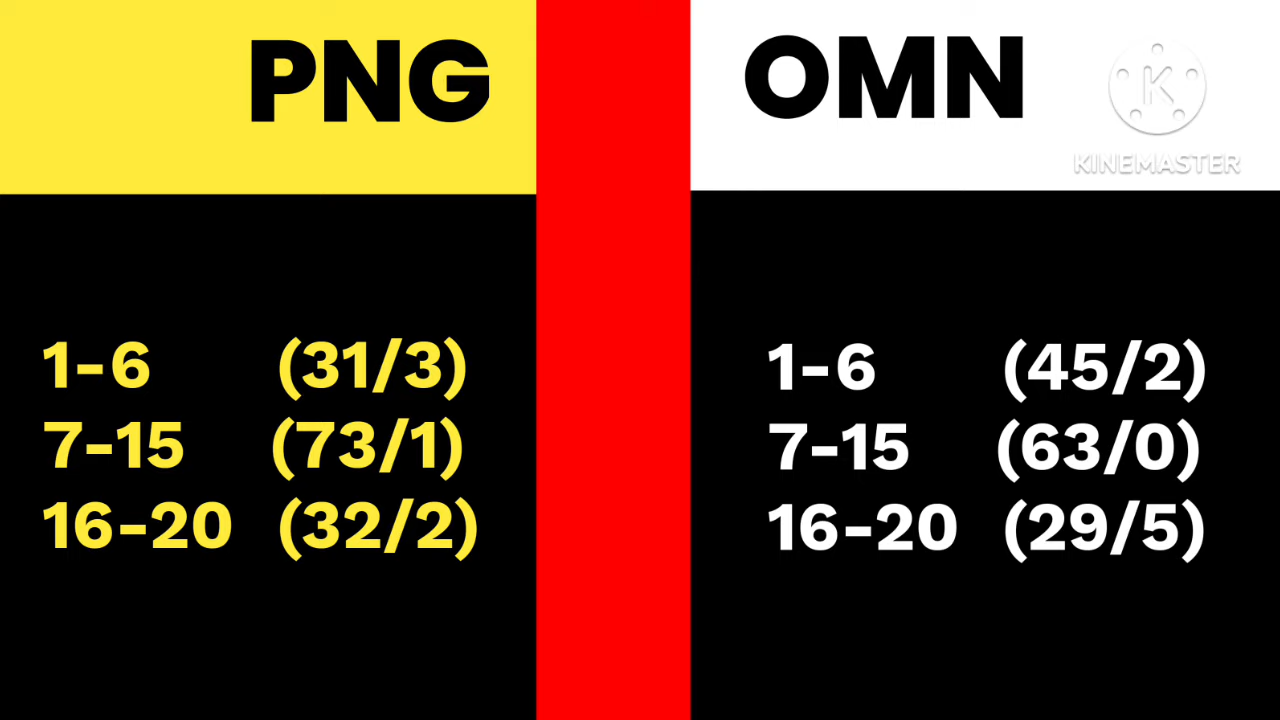 PNG
1-6 (31/3)
7-15 (73/1)
16-20 (32/2)
OMN
K
KINEMASTER
1-6 (45/2)
7-15 (63/0)
16-20 (29/5)